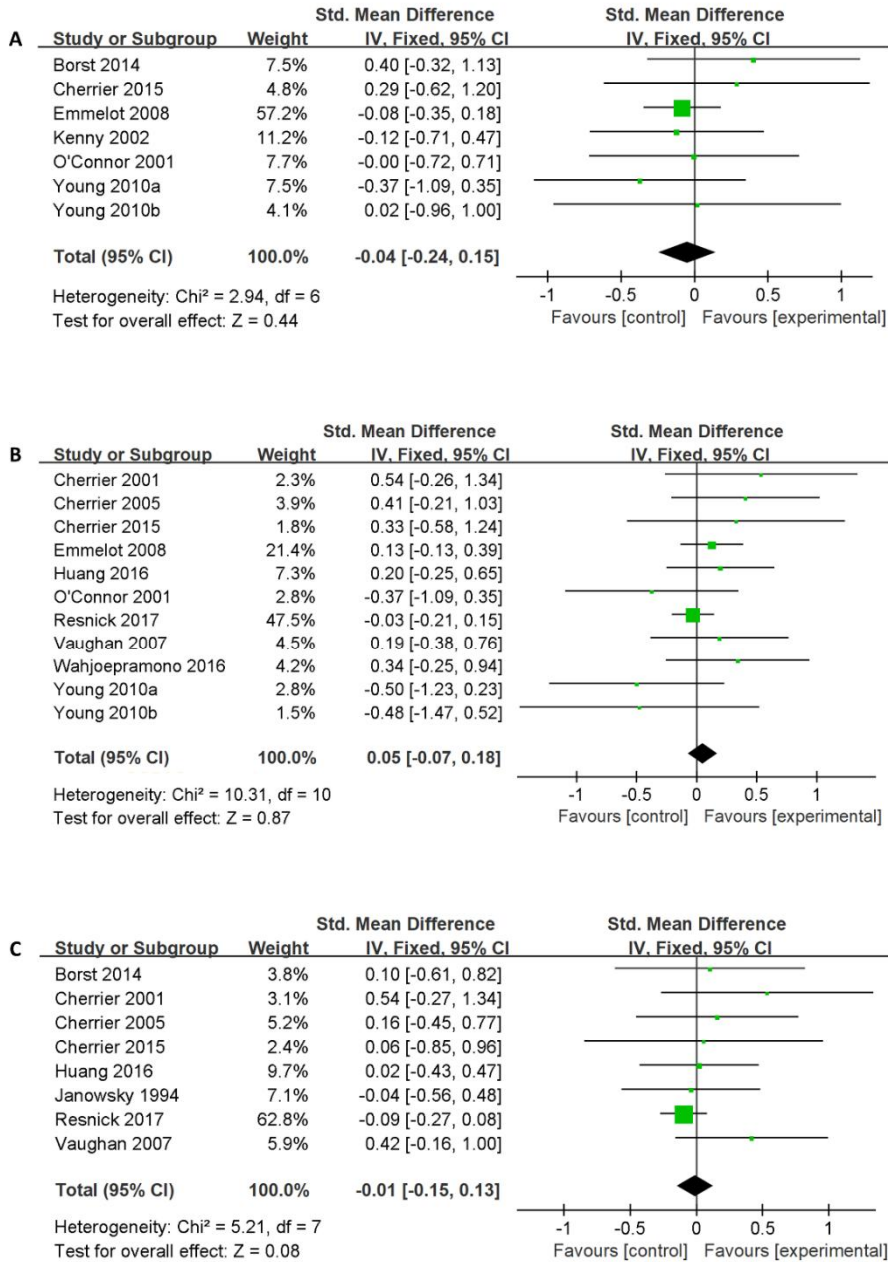 Std. Mean Difference Std. Mean Difference
A Study or Subgroup Weight IV, Fixed, 95% CI IV, Fixed, 95% CI
Borst 2014 7.5% 0.40 [-0.32, 1.13]
Cherrier 2015 4.8% 0.29 [-0.62, 1.20]
Emmelot 2008 57.2% -0.08 [-0.35, 0.18]
Kenny 2002 11.2% -0.12 [-0.71, 0.47]
O'Connor 2001 7.7% -0.00 [-0.72, 0.71]
Young 2010a 7.5% -0.37 [-1.09, 0.35]
Young 2010b 4.1% 0.02 [-0.96, 1.00]
Total (95% CI) 100.0% -0.04 [-0.24, 0.15]
Heterogeneity: Chi² = 2.94, df = 6
-1 -0.5 0 0.5 1
Test for overall effect: Z = 0.44
Favours [control] Favours [experimental]
Std. Mean Difference Std. Mean Difference
B Study or Subgroup Weight IV, Fixed, 95% CI IV, Fixed, 95% CI
Cherrier 2001 2.3% 0.54 [-0.26, 1.34]
Cherrier 2005 3.9% 0.41 [-0.21, 1.03]
Cherrier 2015 1.8% 0.33 [-0.58, 1.24]
Emmelot 2008 21.4% 0.13 [-0.13, 0.39]
Huang 2016 7.3% 0.20 [-0.25, 0.65]
O'Connor 2001 2.8% -0.37 [-1.09, 0.35]
Resnick 2017 47.5% -0.03 [-0.21, 0.15]
Vaughan 2007 4.5% 0.19 [-0.38, 0.76]
Wahjoepramono 2016 4.2% 0.34 [-0.25, 0.94]
Young 2010a 2.8% -0.50 [-1.23, 0.23]
Young 2010b 1.5% -0.48 [-1.47, 0.52]
Total (95% CI) 100.0% 0.05 [-0.07, 0.18]
Heterogeneity: Chi² = 10.31, df = 10
-1 -0.5 0 0.5 1
Test for overall effect: Z = 0.87
Favours [control] Favours [experimental]
Std. Mean Difference Std. Mean Difference
C Study or Subgroup Weight IV, Fixed, 95% CI IV, Fixed, 95% CI
Borst 2014 3.8% 0.10 [-0.61, 0.82]
Cherrier 2001 3.1% 0.54 [-0.27, 1.34]
Cherrier 2005 5.2% 0.16 [-0.45, 0.77]
Cherrier 2015 2.4% 0.06 [-0.85, 0.96]
Huang 2016 9.7% 0.02 [-0.43, 0.47]
Janowsky 1994 7.1% -0.04 [-0.56, 0.48]
Resnick 2017 62.8% -0.09 [-0.27, 0.08]
Vaughan 2007 5.9% 0.42 [-0.16, 1.00]
Total (95% CI) 100.0% -0.01 [-0.15, 0.13]
Heterogeneity: Chi² = 5.21, df = 7
-1 -0.5 0 0.5 1
Test for overall effect: Z = 0.08
Favours [control] Favours [experimental]